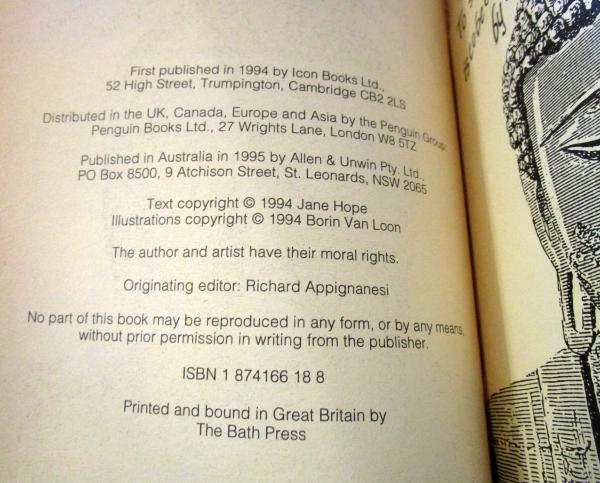 First published in 1994 by Icon Books Ltd.,
52 High Street, Trumpington, Cambridge CB2 2LS
Distributed in the UK, Canada, Europe and Asia by the Penguin Group:
Penguin Books Ltd., 27 Wrights Lane, London W8 5TZ
Published in Australia in 1995 by Allen & Unwin Pty. Ltd.,
PO Box 8500, 9 Atchison Street, St. Leonards, NSW 2065
Text copyright © 1994 Jane Hope
Illustrations copyright © 1994 Borin Van Loon
The author and artist have their moral rights.
Originating editor: Richard Appignanesi
No part of this book may be reproduced in any form, or by any means,
without prior permission in writing from the publisher.
ISBN 1 874166 18 8
Printed and bound in Great Britain by
The Bath Press
To
by